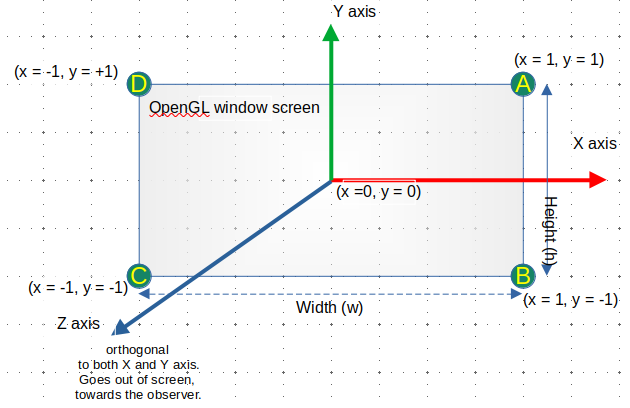 Y axis
(x = -1, y = +1)
(x = 1, y = 1)
D
A
OpenGL window screen
X axis
(x =0, y = 0)
Height (h)
C
B
(x = -1, y = -1)
(x = 1, y = -1)
Width (w)
Z axis
orthogonal
to both X and Y axis.
Goes out of screen,
towards the observer.